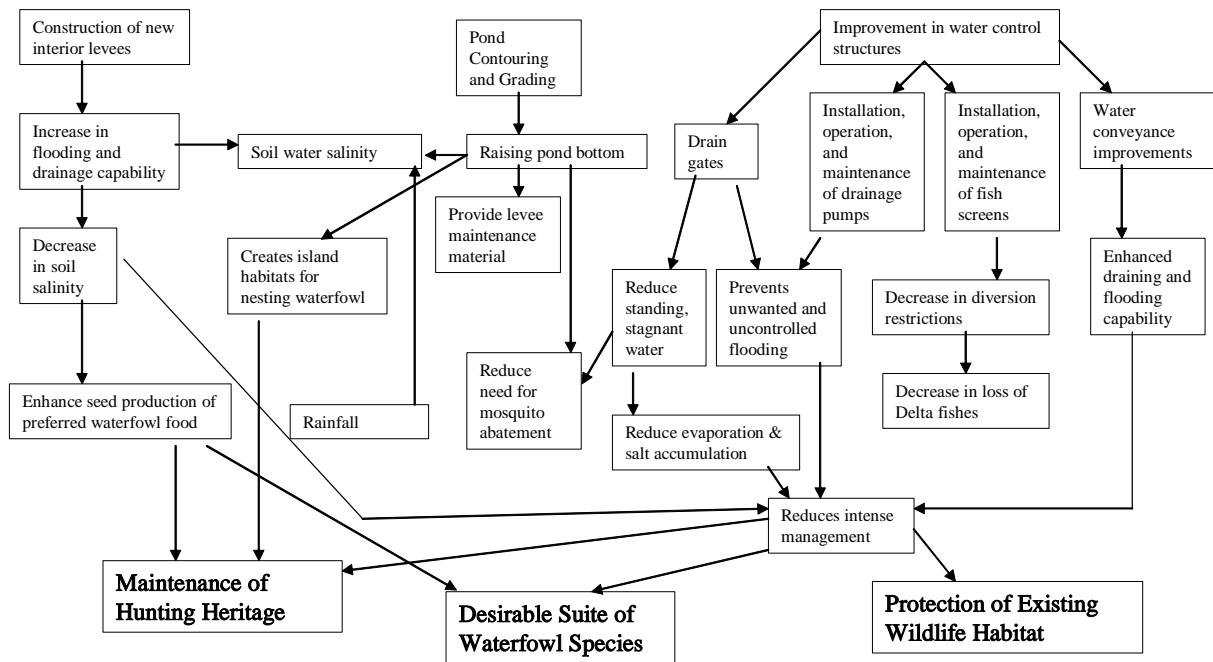 Construction of new
interior levees
Pond
Contouring
and Grading
Improvement in water control
structures
Increase in
flooding and
drainage capability
Soil water salinity
Raising pond bottom
Drain
gates
Installation,
operation,
and
maintenance
of drainage
pumps
Installation,
operation,
and
maintenance
of fish
screens
Water
conveyance
improvements
Decrease
in soil
salinity
Creates island
habitats for
nesting waterfowl
Provide levee
maintenance
material
Reduce
standing,
stagnant
water
Prevents
unwanted and
uncontrolled
flooding
Decrease in diversion
restrictions
Enhanced
draining and
flooding
capability
Enhance seed production of
preferred waterfowl food
Rainfall
Reduce
need for
mosquito
abatement
Reduce evaporation &
salt accumulation
Decrease in loss of
Delta fishes
Reduces intense
management
Maintenance of
Hunting Heritage
Desirable Suite of
Waterfowl Species
Protection of Existing
Wildlife Habitat